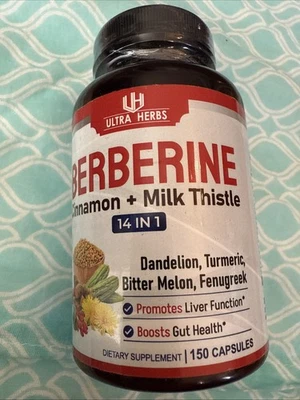 UH
ULTRA HERBS
BERBERINE
innamon + Milk Thistle
14 IN 1
Dandelion, Turmeric,
Bitter Melon, Fenugreek
Promotes Liver Function*
Boosts Gut Health*
DIETARY SUPPLEMENT | 150 CAPSULES